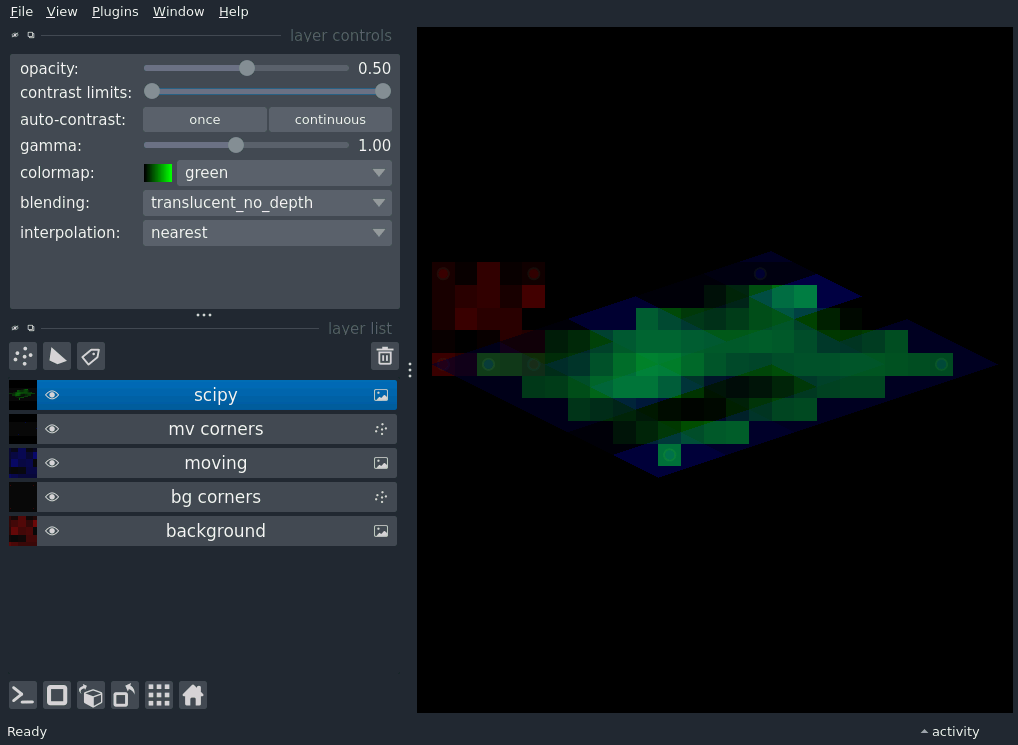 File View Plugins Window Help
layer controls
opacity: 0.50
contrast limits:
auto-contrast: once continuous
gamma: 1.00
colormap: green
blending: translucent_no_depth
interpolation: nearest
layer list
scipy
mv corners
moving
bg corners
background
Ready activity